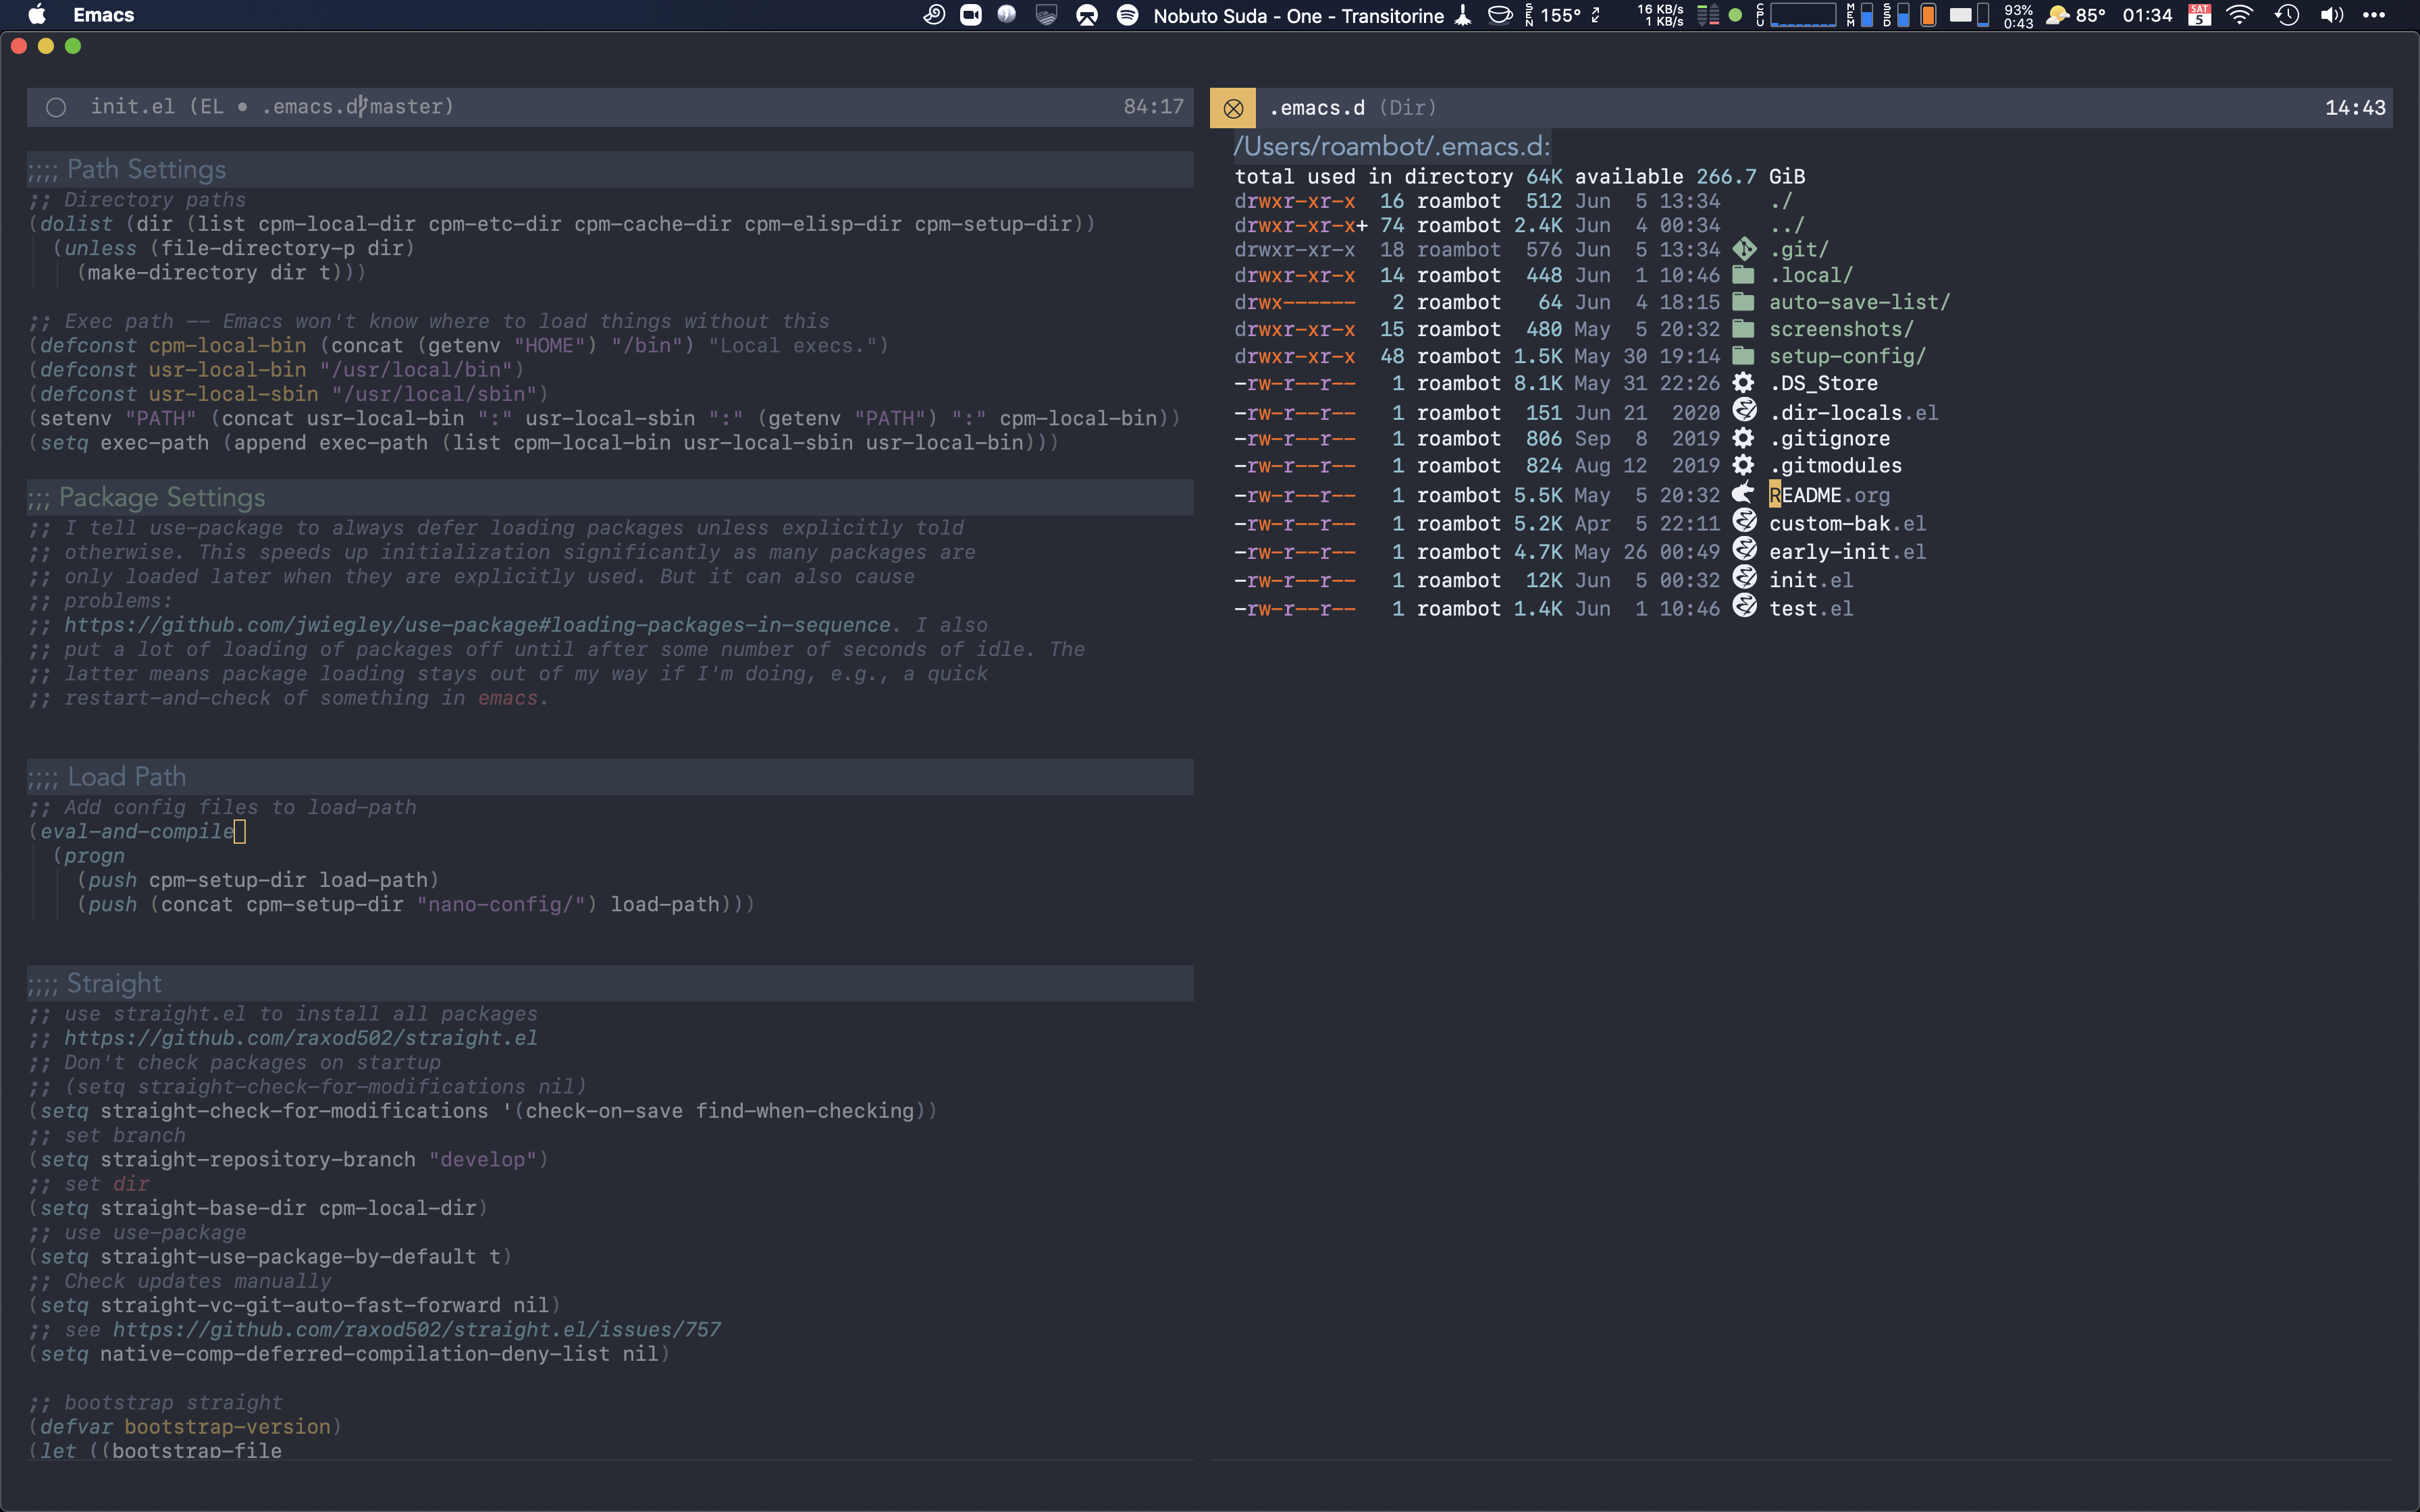 Emacs
Nobuto Suda - One - Transitorine
SEN 155°
16 KB/s
1 KB/s
CPU
MEM
SSD
93%
0:43
85°
01:34
SAT
5
init.el (EL • .emacs.d master)
84:17
;;;; Path Settings
;; Directory paths
(dolist (dir (list cpm-local-dir cpm-etc-dir cpm-cache-dir cpm-elisp-dir cpm-setup-dir))
(unless (file-directory-p dir)
(make-directory dir t)))
;; Exec path -- Emacs won't know where to load things without this
(defconst cpm-local-bin (concat (getenv "HOME") "/bin") "Local execs.")
(defconst usr-local-bin "/usr/local/bin")
(defconst usr-local-sbin "/usr/local/sbin")
(setenv "PATH" (concat usr-local-bin ":" usr-local-sbin ":" (getenv "PATH") ":" cpm-local-bin))
(setq exec-path (append exec-path (list cpm-local-bin usr-local-sbin usr-local-bin)))
;;; Package Settings
;; I tell use-package to always defer loading packages unless explicitly told
;; otherwise. This speeds up initialization significantly as many packages are
;; only loaded later when they are explicitly used. But it can also cause
;; problems:
;; https://github.com/jwiegley/use-package#loading-packages-in-sequence. I also
;; put a lot of loading of packages off until after some number of seconds of idle. The
;; latter means package loading stays out of my way if I'm doing, e.g., a quick
;; restart-and-check of something in emacs.
;;;; Load Path
;; Add config files to load-path
(eval-and-compile
(progn
(push cpm-setup-dir load-path)
(push (concat cpm-setup-dir "nano-config/") load-path)))
;;;; Straight
;; use straight.el to install all packages
;; https://github.com/raxod502/straight.el
;; Don't check packages on startup
;; (setq straight-check-for-modifications nil)
(setq straight-check-for-modifications '(check-on-save find-when-checking))
;; set branch
(setq straight-repository-branch "develop")
;; set dir
(setq straight-base-dir cpm-local-dir)
;; use use-package
(setq straight-use-package-by-default t)
;; Check updates manually
(setq straight-vc-git-auto-fast-forward nil)
;; see https://github.com/raxod502/straight.el/issues/757
(setq native-comp-deferred-compilation-deny-list nil)
;; bootstrap straight
(defvar bootstrap-version)
(let ((bootstrap-file
.emacs.d (Dir)
14:43
/Users/roambot/.emacs.d:
total used in directory 64K available 266.7 GiB
drwxr-xr-x 16 roambot 512 Jun 5 13:34 ./
drwxr-xr-x+ 74 roambot 2.4K Jun 4 00:34 ../
drwxr-xr-x 18 roambot 576 Jun 5 13:34 .git/
drwxr-xr-x 14 roambot 448 Jun 1 10:46 .local/
drwx------ 2 roambot 64 Jun 4 18:15 auto-save-list/
drwxr-xr-x 15 roambot 480 May 5 20:32 screenshots/
drwxr-xr-x 48 roambot 1.5K May 30 19:14 setup-config/
-rw-r--r-- 1 roambot 8.1K May 31 22:26 .DS_Store
-rw-r--r-- 1 roambot 151 Jun 21 2020 .dir-locals.el
-rw-r--r-- 1 roambot 806 Sep 8 2019 .gitignore
-rw-r--r-- 1 roambot 824 Aug 12 2019 .gitmodules
-rw-r--r-- 1 roambot 5.5K May 5 20:32 README.org
-rw-r--r-- 1 roambot 5.2K Apr 5 22:11 custom-bak.el
-rw-r--r-- 1 roambot 4.7K May 26 00:49 early-init.el
-rw-r--r-- 1 roambot 12K Jun 5 00:32 init.el
-rw-r--r-- 1 roambot 1.4K Jun 1 10:46 test.el